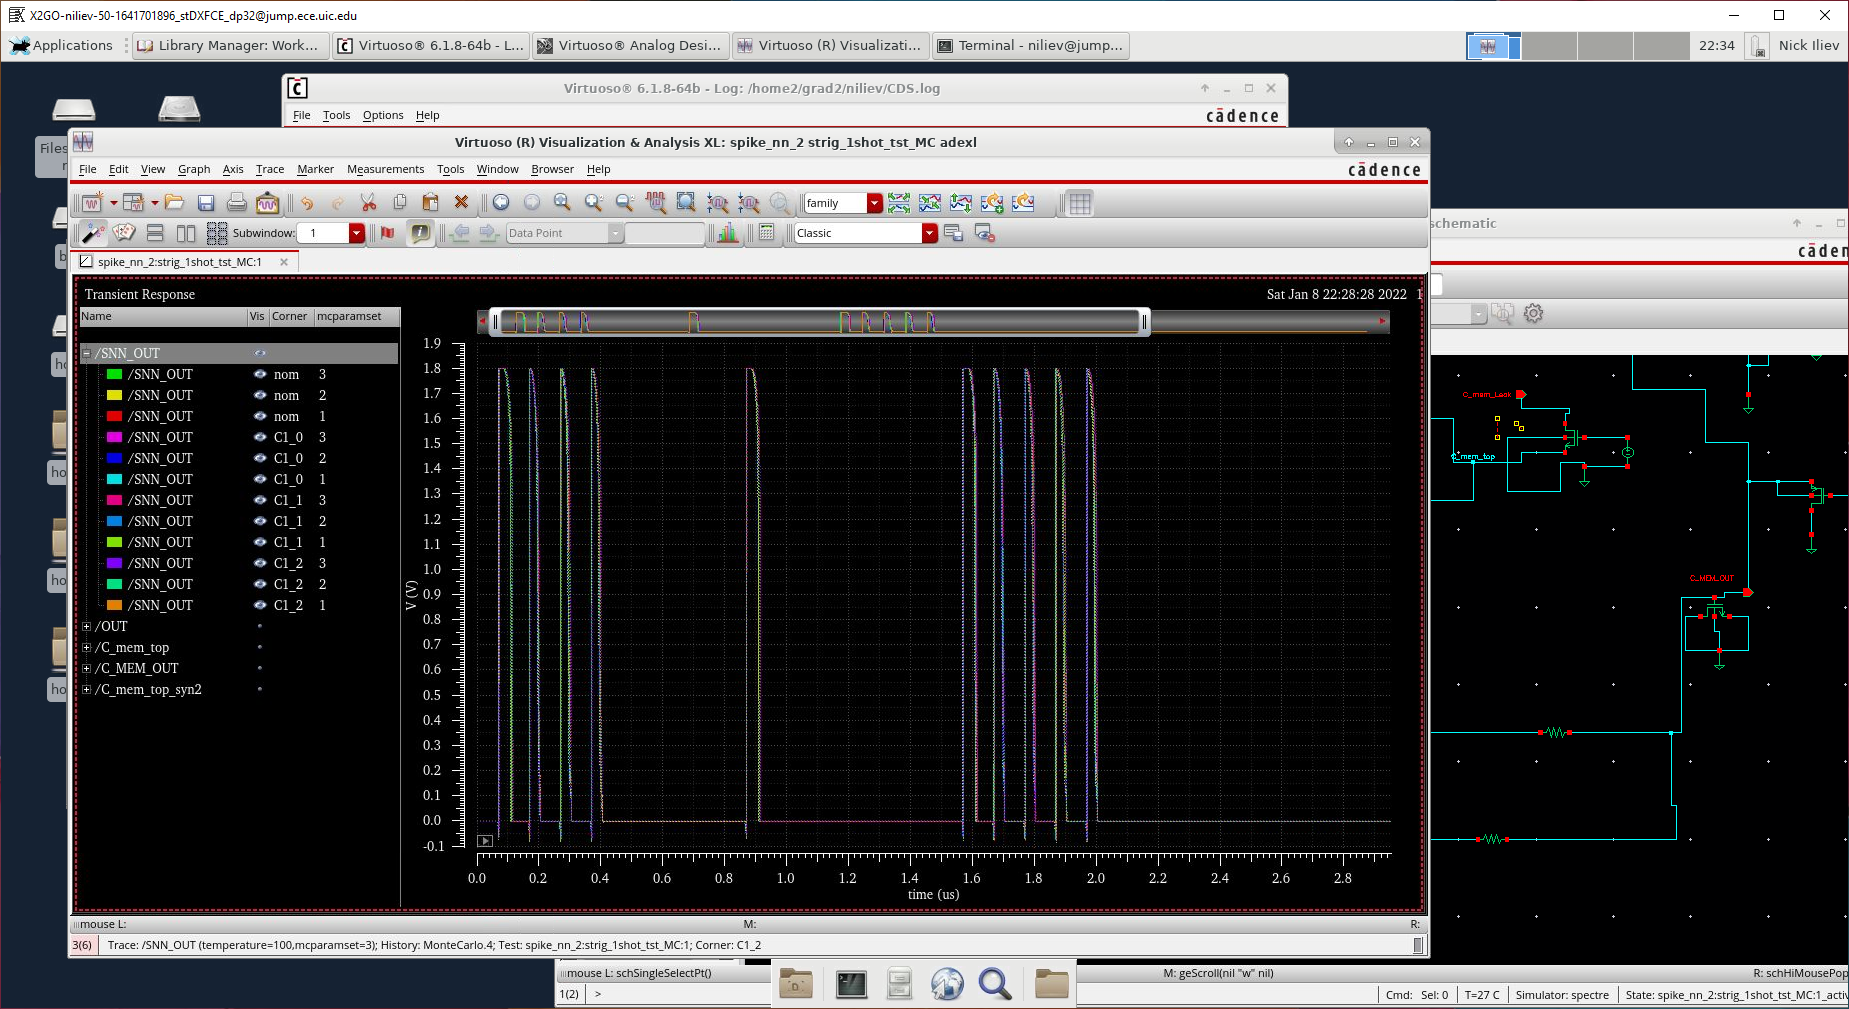 X2GO-niliev-50-1641701896_stDXFCE_dp32@jump.ece.uic.edu
Applications
Library Manager: Work...
Virtuoso® 6.1.8-64b - L...
Virtuoso® Analog Desi...
Virtuoso (R) Visualizati...
Terminal - niliev@jump...
22:34
Nick Iliev
Virtuoso® 6.1.8-64b - Log: /home2/grad2/niliev/CDS.log
File Tools Options Help
cādence
Files
Virtuoso (R) Visualization & Analysis XL: spike_nn_2 strig_1shot_tst_MC adexl
File Edit View Graph Axis Trace Marker Measurements Tools Window Browser Help
cādence
family
Subwindow: 1
Data Point
Classic
spike_nn_2:strig_1shot_tst_MC:1
Transient Response
Sat Jan 8 22:28:28 2022 1
Name Vis Corner mcparamset
/SNN_OUT
/SNN_OUT nom 3
/SNN_OUT nom 2
/SNN_OUT nom 1
/SNN_OUT C1_0 3
/SNN_OUT C1_0 2
/SNN_OUT C1_0 1
/SNN_OUT C1_1 3
/SNN_OUT C1_1 2
/SNN_OUT C1_1 1
/SNN_OUT C1_2 3
/SNN_OUT C1_2 2
/SNN_OUT C1_2 1
/OUT
/C_mem_top
/C_MEM_OUT
/C_mem_top_syn2
1.9
1.8
1.7
1.6
1.5
1.4
1.3
1.2
1.1
1.0
0.9
0.8
0.7
0.6
0.5
0.4
0.3
0.2
0.1
0.0
-0.1
V (V)
0.0 0.2 0.4 0.6 0.8 1.0 1.2 1.4 1.6 1.8 2.0 2.2 2.4 2.6 2.8
time (us)
mouse L: M: R:
3(6) Trace: /SNN_OUT (temperature=100,mcparamset=3); History: MonteCarlo.4; Test: spike_nn_2:strig_1shot_tst_MC:1; Corner: C1_2
schematic
cāden
C_mem_Leak
C_mem_top
C_MEM_OUT
ho
ho
ho
ho
mouse L: schSingleSelectPt() M: geScroll(nil "w" nil) R: schHiMousePop
1(2) > Cmd: Sel: 0 T=27 C Simulator: spectre State: spike_nn_2:strig_1shot_tst_MC:1_activ